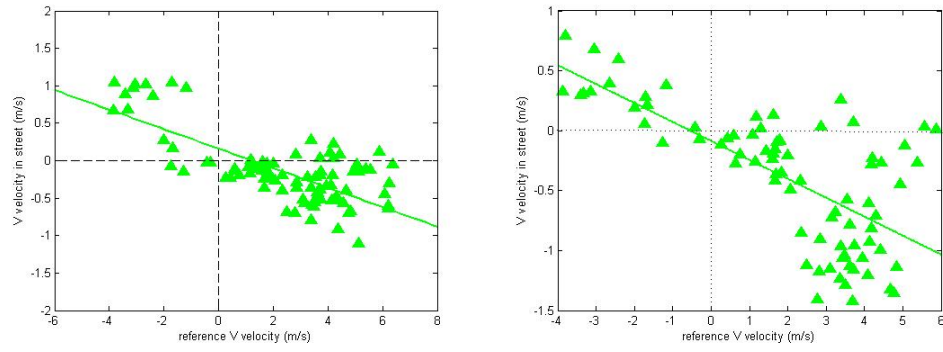 2
1.5
1
0.5
0
-0.5
-1
-1.5
-2
-6 -4 -2 0 2 4 6 8
reference V velocity (m/s)
V velocity in street (m/s)
1
0.5
0
-0.5
-1
-1.5
-4 -3 -2 -1 0 1 2 3 4 5 6
reference V velocity (m/s)
V velocity in street (m/s)